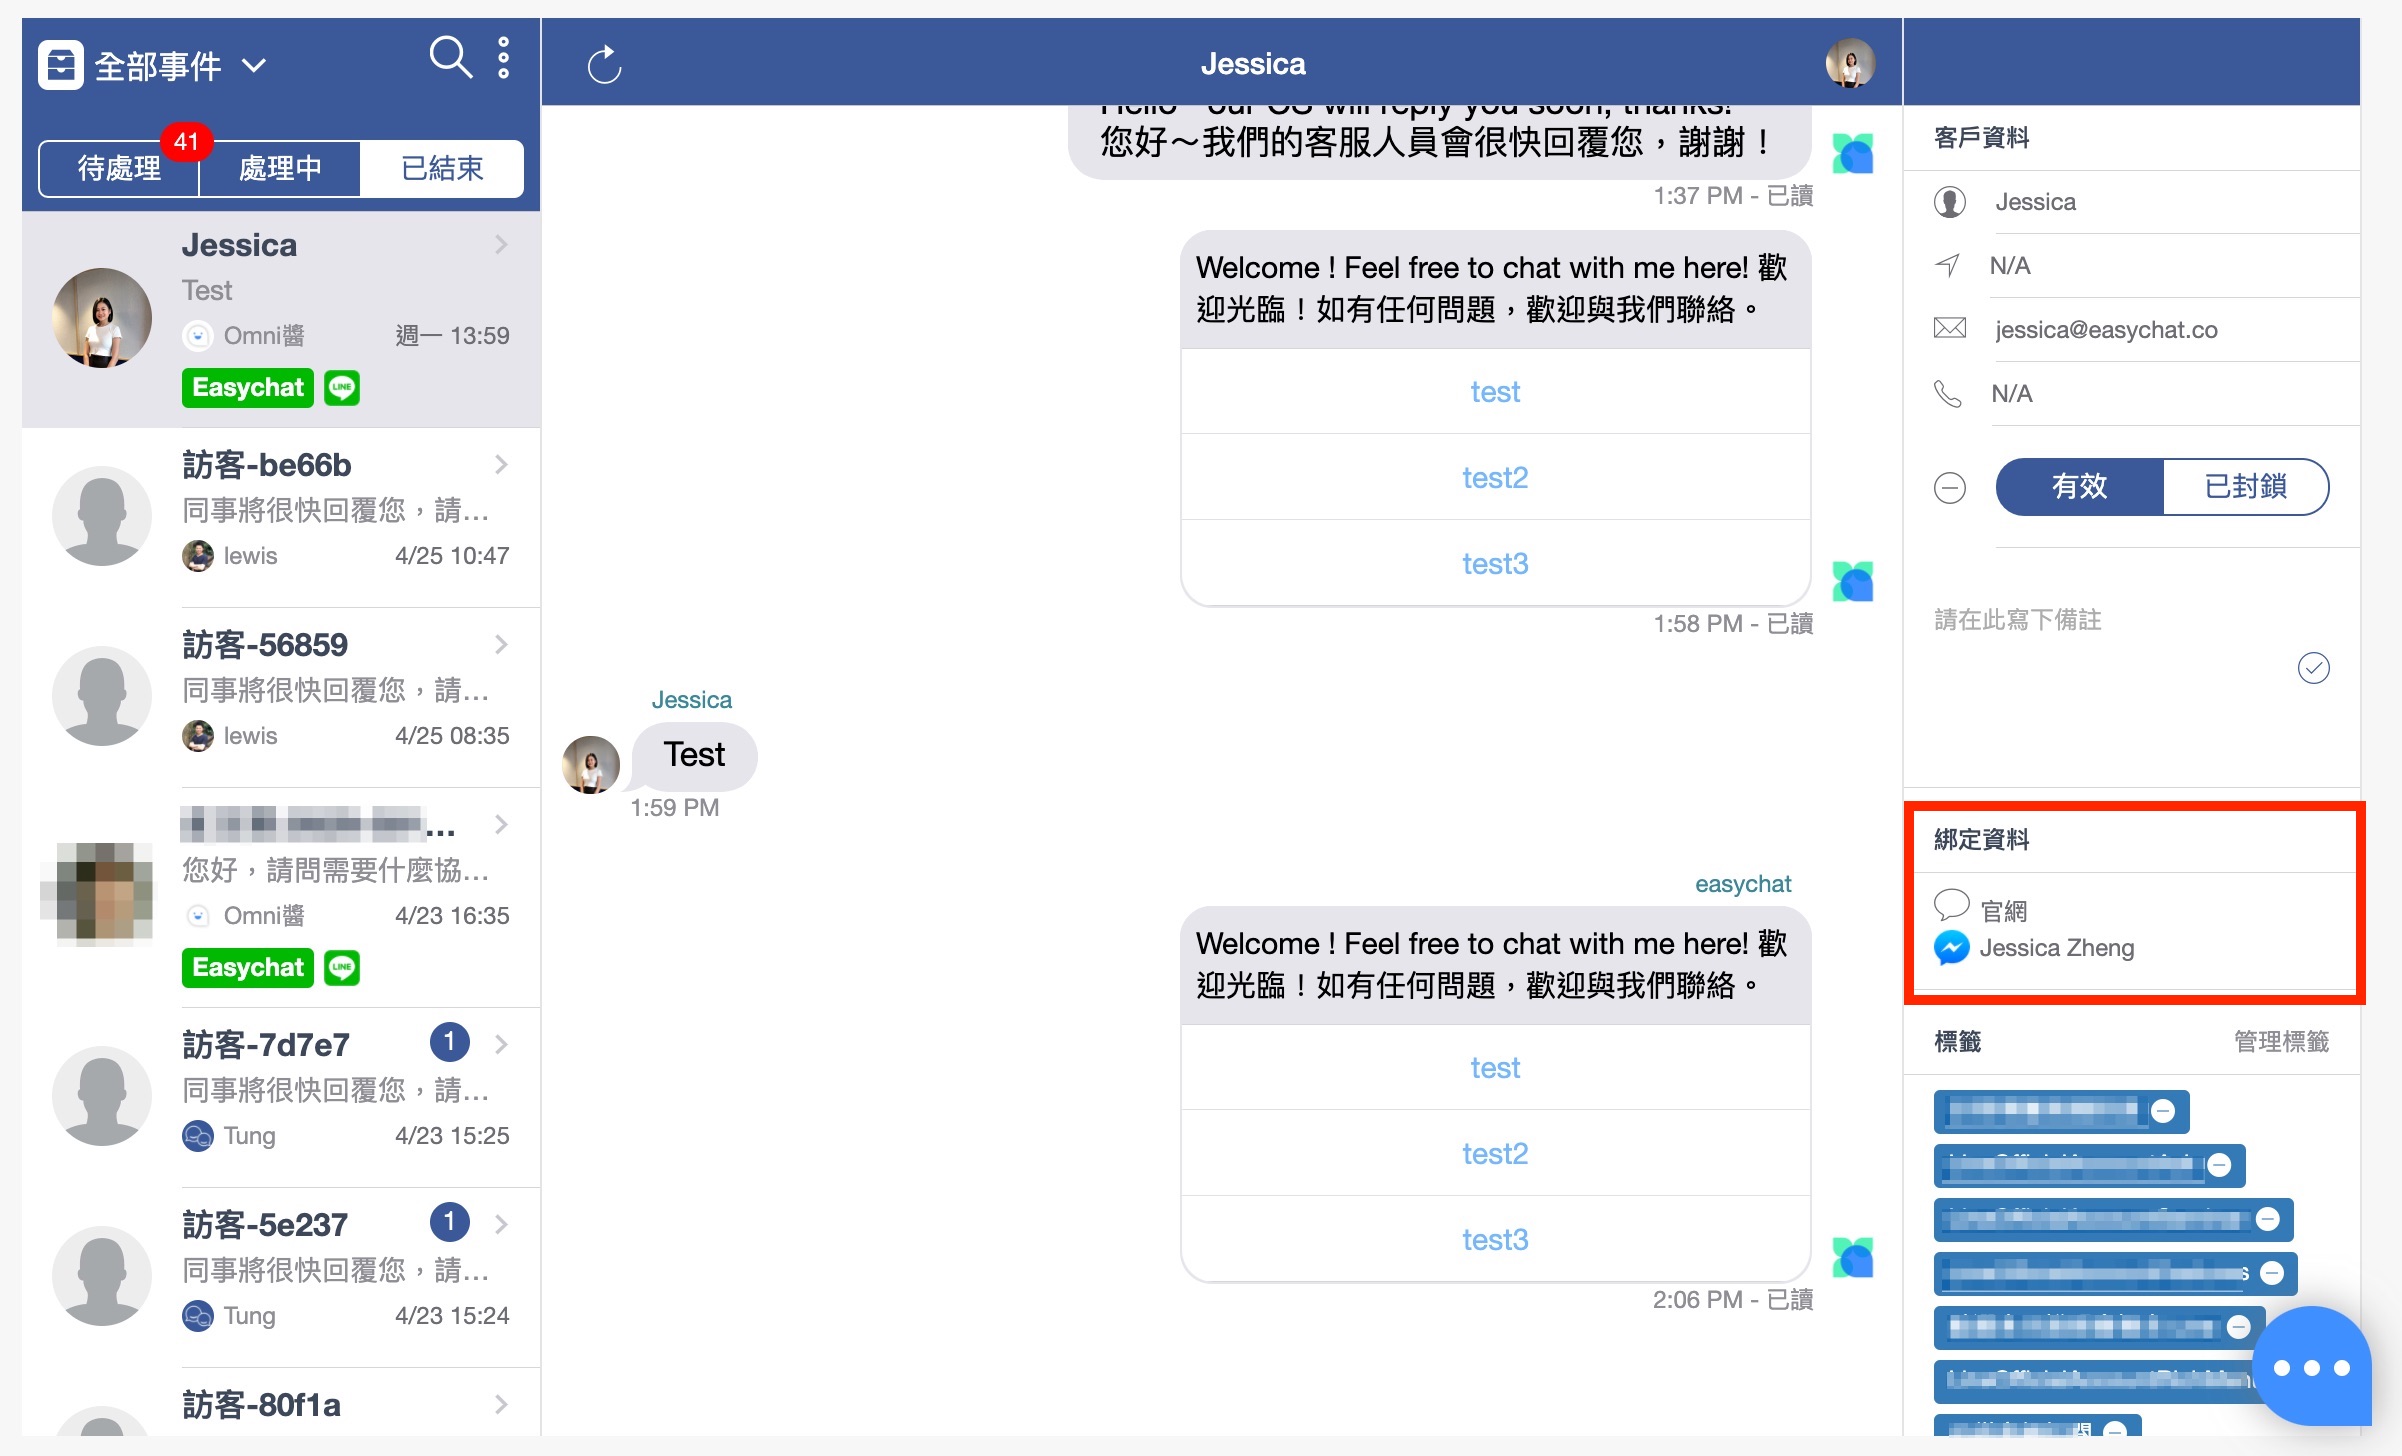 全部事件
41
待處理
處理中
已結束
Jessica
Test
Omni醬
週一 13:59
Easychat
LINE
訪客-be66b
同事將很快回覆您，請...
lewis
4/25 10:47
訪客-56859
同事將很快回覆您，請...
lewis
4/25 08:35
...
您好，請問需要什麼協...
Omni醬
4/23 16:35
Easychat
LINE
訪客-7d7e7
1
同事將很快回覆您，請...
Tung
4/23 15:25
訪客-5e237
1
同事將很快回覆您，請...
Tung
4/23 15:24
訪客-80f1a
Jessica
Hello~ our CS will reply you soon, thanks!
您好～我們的客服人員會很快回覆您，謝謝！
1:37 PM - 已讀
Welcome ! Feel free to chat with me here! 歡
迎光臨！如有任何問題，歡迎與我們聯絡。
test
test2
test3
1:58 PM - 已讀
Jessica
Test
1:59 PM
easychat
Welcome ! Feel free to chat with me here! 歡
迎光臨！如有任何問題，歡迎與我們聯絡。
test
test2
test3
2:06 PM - 已讀
客戶資料
Jessica
N/A
jessica@easychat.co
N/A
有效
已封鎖
請在此寫下備註
綁定資料
官網
Jessica Zheng
標籤
管理標籤